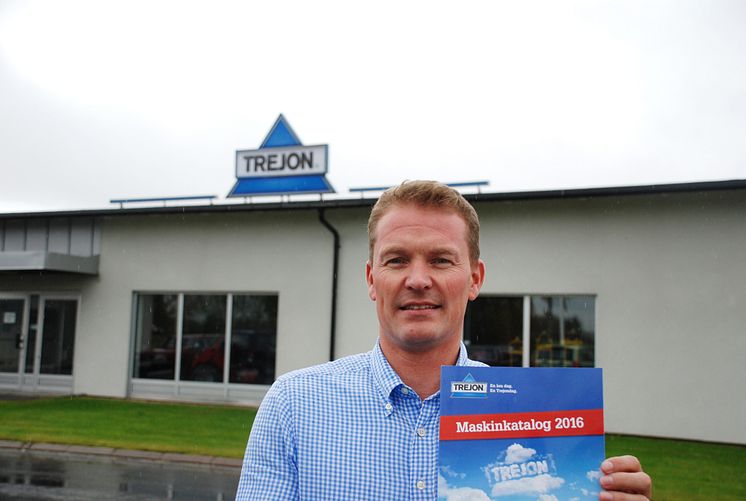 TREJON
TREJON
En bra dag.
En Trejondag.
Maskinkatalog 2016
TREJON